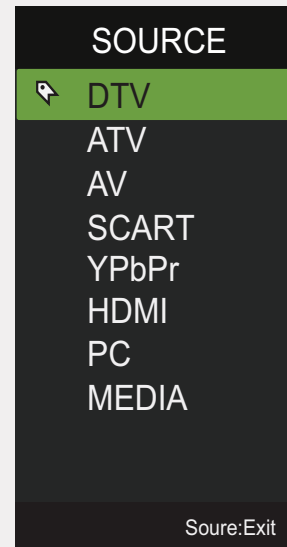 SOURCE
DTV
ATV
AV
SCART
YPbPr
HDMI
PC
MEDIA
Soure:Exit